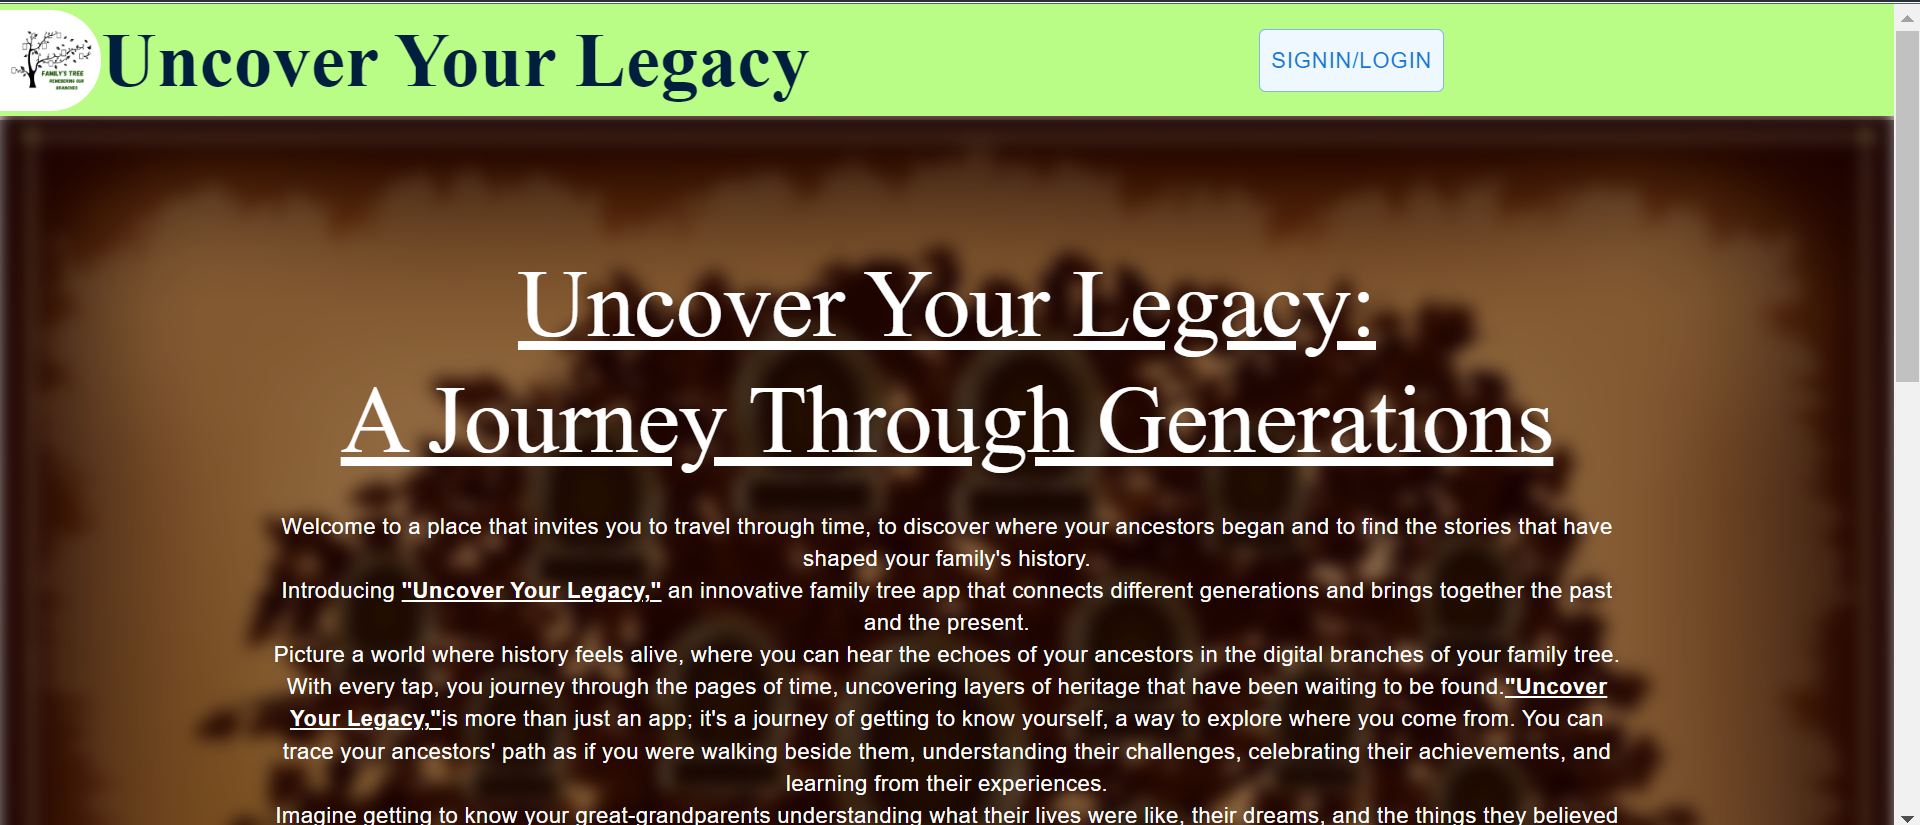 FAMILY'S TREE
REMEMBERING OUR
BRANCHES
Uncover Your Legacy
SIGNIN/LOGIN
Uncover Your Legacy:
A Journey Through Generations
Welcome to a place that invites you to travel through time, to discover where your ancestors began and to find the stories that have
shaped your family's history.
Introducing "Uncover Your Legacy," an innovative family tree app that connects different generations and brings together the past
and the present.
Picture a world where history feels alive, where you can hear the echoes of your ancestors in the digital branches of your family tree.
With every tap, you journey through the pages of time, uncovering layers of heritage that have been waiting to be found."Uncover
Your Legacy,"is more than just an app; it's a journey of getting to know yourself, a way to explore where you come from. You can
trace your ancestors' path as if you were walking beside them, understanding their challenges, celebrating their achievements, and
learning from their experiences.
Imagine getting to know your great-grandparents understanding what their lives were like, their dreams, and the things they believed